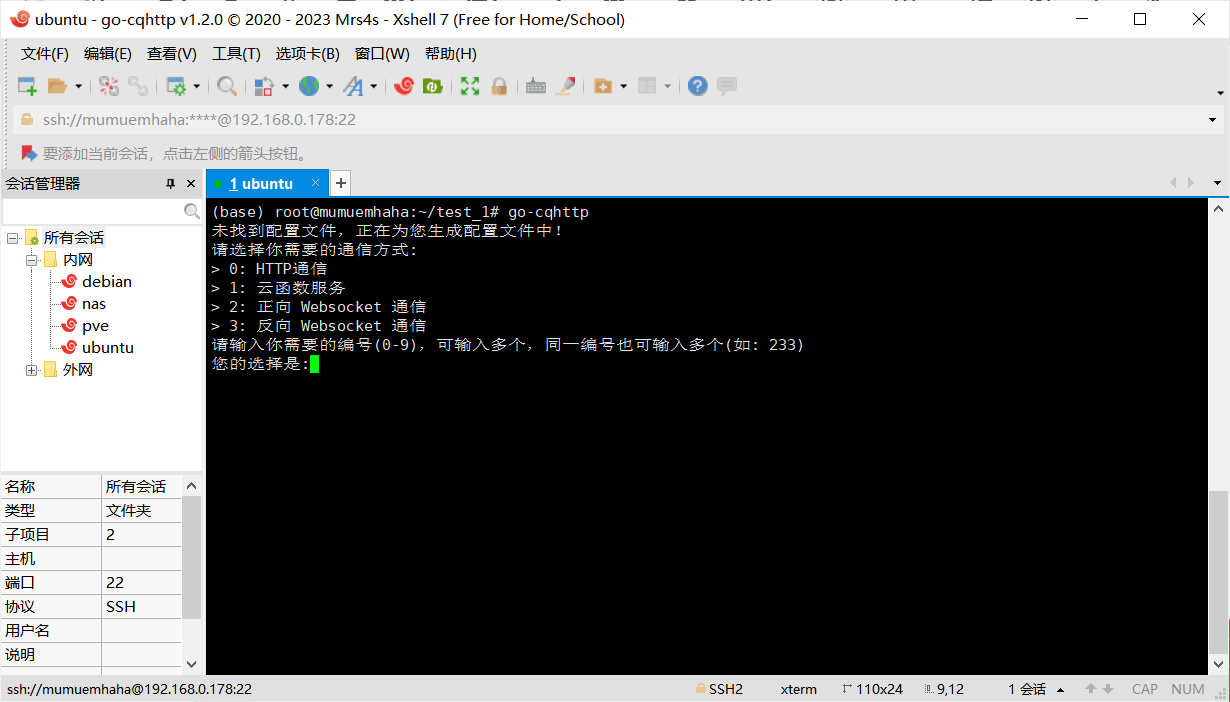 ubuntu - go-cqhttp v1.2.0 © 2020 - 2023 Mrs4s - Xshell 7 (Free for Home/School)
文件(F) 编辑(E) 查看(V) 工具(T) 选项卡(B) 窗口(W) 帮助(H)
ssh://mumuemhaha:****@192.168.0.178:22
要添加当前会话，点击左侧的箭头按钮。
会话管理器
1 ubuntu
所有会话
内网
debian
nas
pve
ubuntu
外网
(base) root@mumuemhaha:~/test_1# go-cqhttp
未找到配置文件，正在为您生成配置文件中！
请选择你需要的通信方式:
> 0: HTTP通信
> 1: 云函数服务
> 2: 正向 Websocket 通信
> 3: 反向 Websocket 通信
请输入你需要的编号(0-9)，可输入多个，同一编号也可输入多个(如: 233)
您的选择是:
名称 所有会话
类型 文件夹
子项目 2
主机
端口 22
协议 SSH
用户名
说明
ssh://mumuemhaha@192.168.0.178:22 SSH2 xterm 110x24 9,12 1 会话 CAP NUM